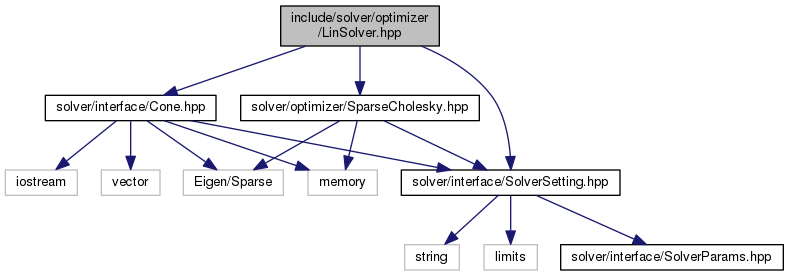 include/solver/optimizer
/LinSolver.hpp
solver/interface/Cone.hpp
solver/optimizer/SparseCholesky.hpp
iostream
vector
Eigen/Sparse
memory
solver/interface/SolverSetting.hpp
string
limits
solver/interface/SolverParams.hpp